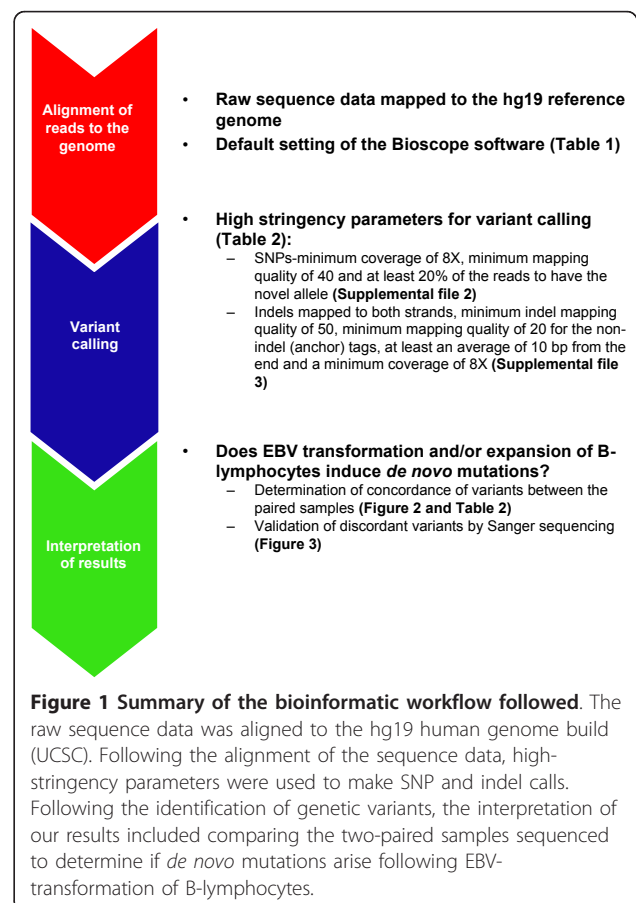 Alignment of
reads to the
genome
• Raw sequence data mapped to the hg19 reference
genome
• Default setting of the Bioscope software (Table 1)
Variant
calling
• High stringency parameters for variant calling
(Table 2):
– SNPs-minimum coverage of 8X, minimum mapping
quality of 40 and at least 20% of the reads to have the
novel allele (Supplemental file 2)
– Indels mapped to both strands, minimum indel mapping
quality of 50, minimum mapping quality of 20 for the non-
indel (anchor) tags, at least an average of 10 bp from the
end and a minimum coverage of 8X (Supplemental file
3)
Interpretation
of results
• Does EBV transformation and/or expansion of B-
lymphocytes induce de novo mutations?
– Determination of concordance of variants between the
paired samples (Figure 2 and Table 2)
– Validation of discordant variants by Sanger sequencing
(Figure 3)
Figure 1 Summary of the bioinformatic workflow followed. The
raw sequence data was aligned to the hg19 human genome build
(UCSC). Following the alignment of the sequence data, high-
stringency parameters were used to make SNP and indel calls.
Following the identification of genetic variants, the interpretation of
our results included comparing the two-paired samples sequenced
to determine if de novo mutations arise following EBV-
transformation of B-lymphocytes.